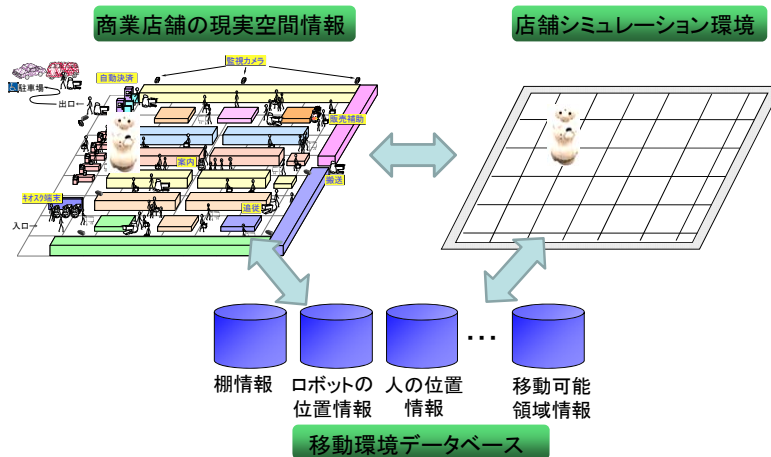 商業店舗の現実空間情報
店舗シミュレーション環境
監視カメラ
自動決済
駐車場
出口→
販売補助
案内
搬送
キオスク端末
追従
入口→
棚情報
ロボットの
位置情報
人の位置
情報
…
移動可能
領域情報
移動環境データベース